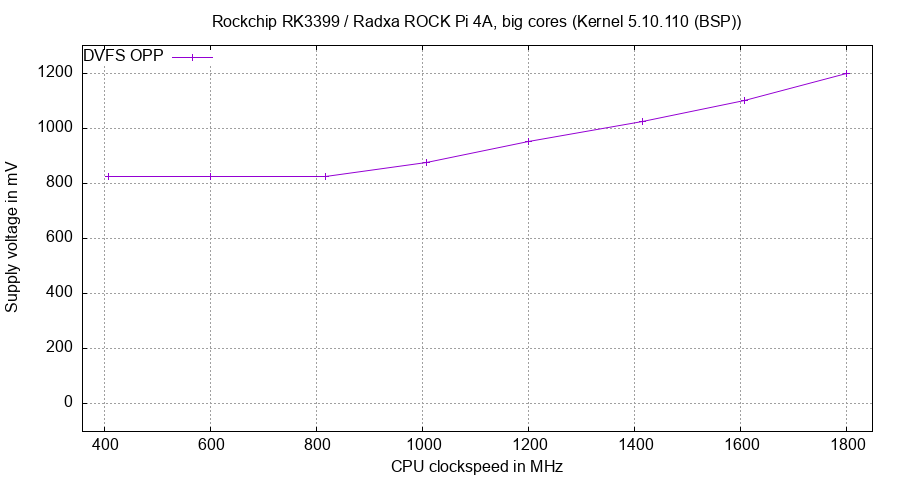 Rockchip RK3399 / Radxa ROCK Pi 4A, big cores (Kernel 5.10.110 (BSP))
DVFS OPP
1200
1000
800
600
400
200
0
Supply voltage in mV
400 600 800 1000 1200 1400 1600 1800
CPU clockspeed in MHz